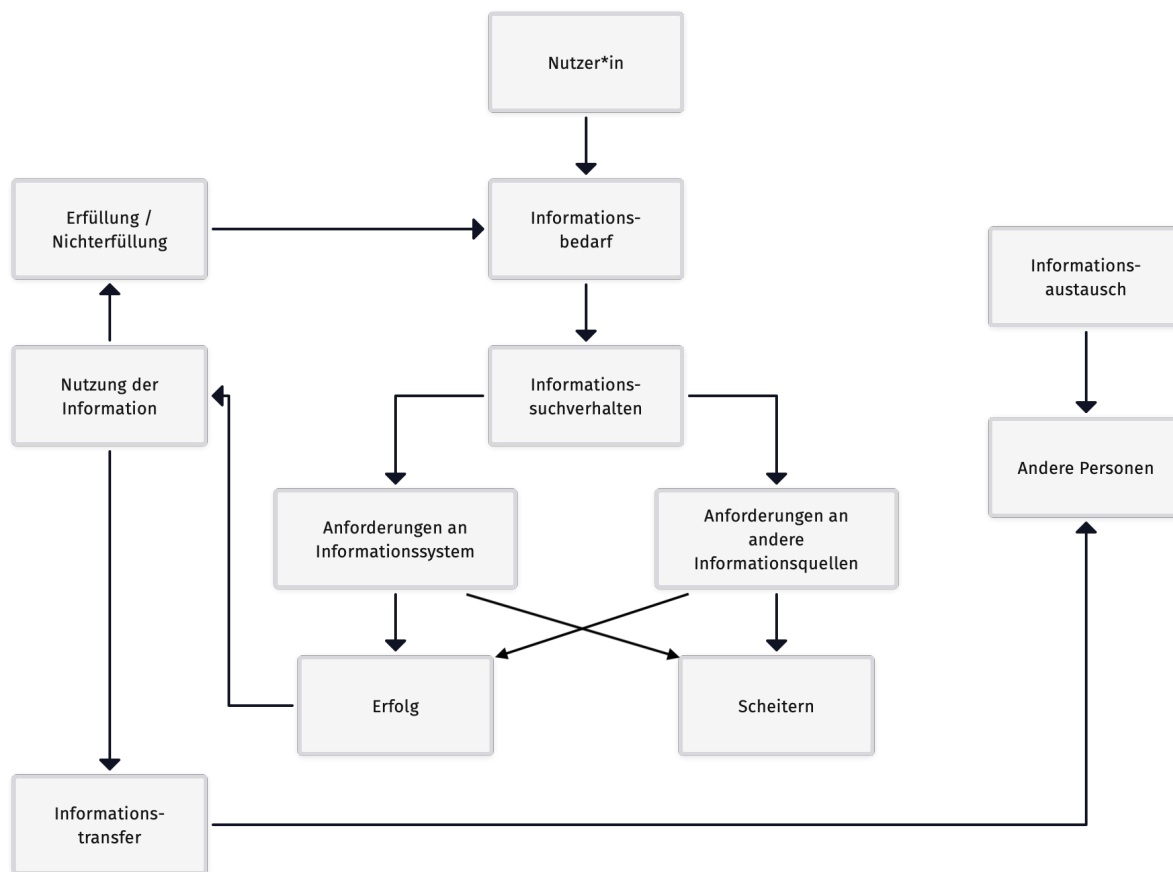 Nutzer*in
Erfüllung /
Nichterfüllung
Informations-
bedarf
Informations-
austausch
Nutzung der
Information
Informations-
suchverhalten
Andere Personen
Anforderungen an
Informationssystem
Anforderungen an
andere
Informationsquellen
Erfolg
Scheitern
Informations-
transfer